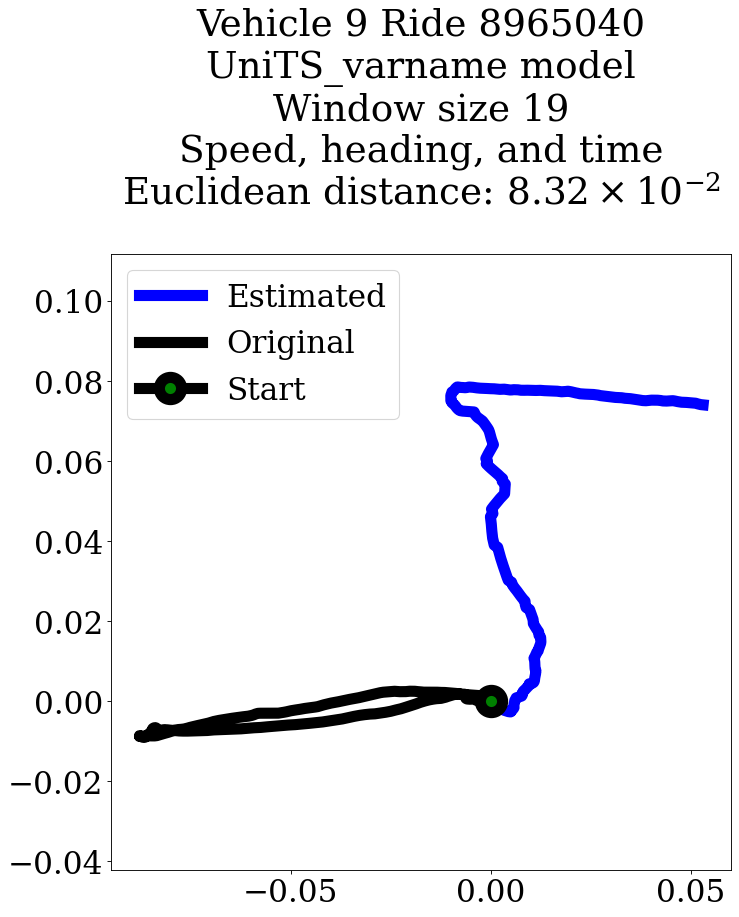 Vehicle 9 Ride 8965040
UniTS_varname model
Window size 19
Speed, heading, and time
Euclidean distance: 8.32 × 10⁻²
Estimated
Original
Start
0.10
0.08
0.06
0.04
0.02
0.00
−0.02
−0.04
−0.05
0.00
0.05